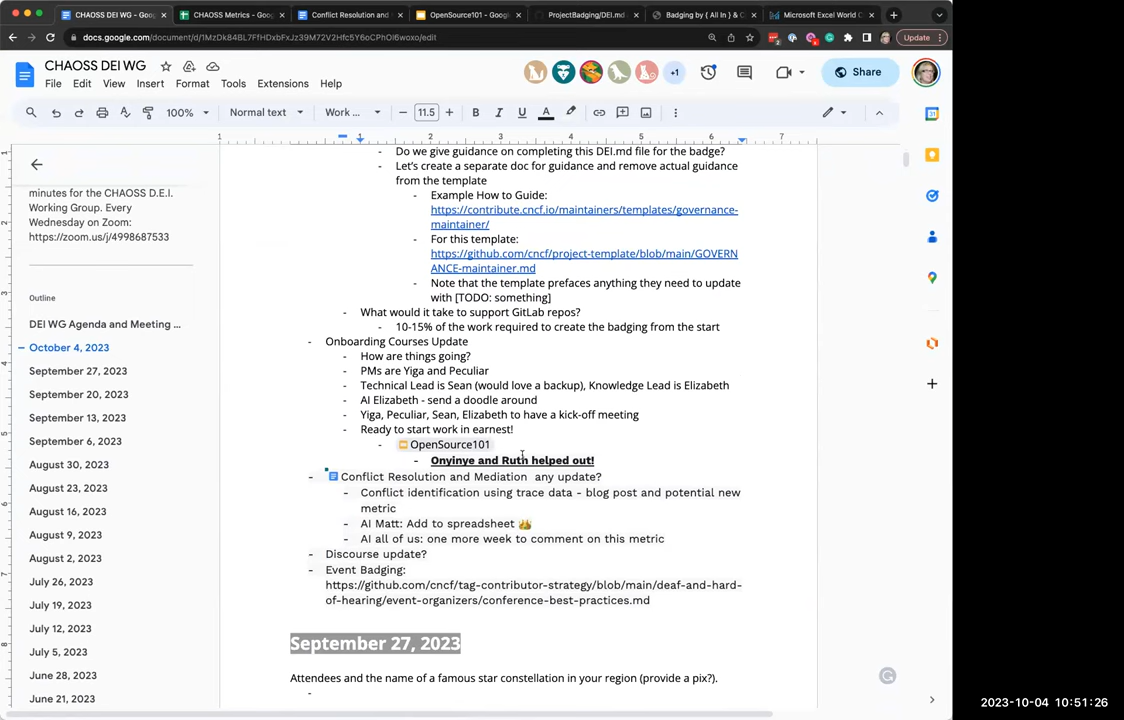 CHAOSS DEI WG - Goo
CHAOSS Metrics - Goog
Conflict Resolution and
OpenSource101 - Google
ProjectBadging/DEI.md
Badging by { All In } & C
Microsoft Excel World C
docs.google.com/document/d/
Update
CHAOSS DEI WG
File Edit View Insert Format Tools Extensions Help
+1
Share
100% Normal text Work ... 11.5
1 1 2 3 4 5 6 7
minutes for the CHAOSS D.E.I.
Working Group. Every
Wednesday on Zoom:
https://zoom.us/j/4998687533
Outline
DEI WG Agenda and Meeting ...
October 4, 2023
September 27, 2023
September 20, 2023
September 13, 2023
September 6, 2023
August 30, 2023
August 23, 2023
August 16, 2023
August 9, 2023
August 2, 2023
July 26, 2023
July 19, 2023
July 12, 2023
July 5, 2023
June 28, 2023
June 21, 2023
- Do we give guidance on completing this DEI.md file for the badge?
- Let's create a separate doc for guidance and remove actual guidance
from the template
- Example How to Guide:
https://contribute.cncf.io/maintainers/templates/governance-
maintainer/
- For this template:
https://github.com/cncf/project-template/blob/main/GOVERN
ANCE-maintainer.md
- Note that the template prefaces anything they need to update
with [TODO: something]
- What would it take to support GitLab repos?
- 10-15% of the work required to create the badging from the start
- Onboarding Courses Update
- How are things going?
- PMs are Yiga and Peculiar
- Technical Lead is Sean (would love a backup), Knowledge Lead is Elizabeth
- AI Elizabeth - send a doodle around
- Yiga, Peculiar, Sean, Elizabeth to have a kick-off meeting
- Ready to start work in earnest!
- OpenSource101
- Onyinye and Ruth helped out!
- Conflict Resolution and Mediation any update?
- Conflict identification using trace data - blog post and potential new
metric
- AI Matt: Add to spreadsheet
- AI all of us: one more week to comment on this metric
- Discourse update?
- Event Badging:
https://github.com/cncf/tag-contributor-strategy/blob/main/deaf-and-hard-
of-hearing/event-organizers/conference-best-practices.md
September 27, 2023
Attendees and the name of a famous star constellation in your region (provide a pix?).
-
2023-10-04 10:51:26